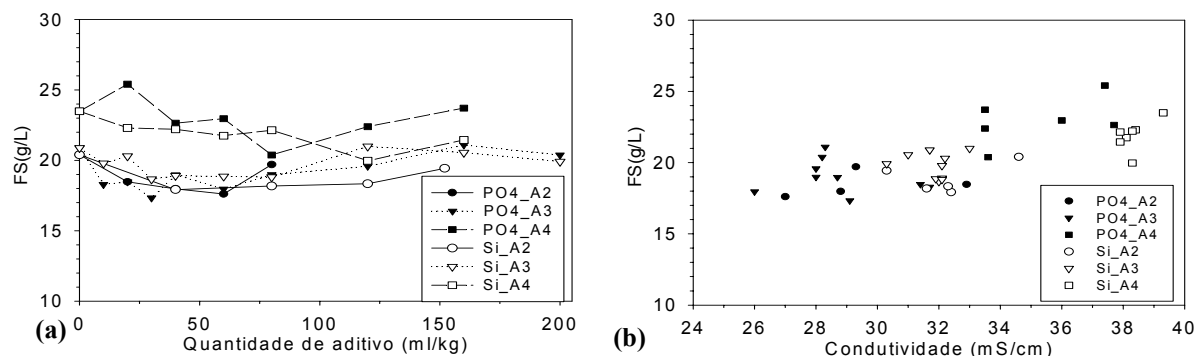 30
25
20
15
10
FS(g/L)
0 50 100 150 200
Quantidade de aditivo (ml/kg)
PO4_A2
PO4_A3
PO4_A4
Si_A2
Si_A3
Si_A4
(a)
30
25
20
15
10
FS(g/L)
24 26 28 30 32 34 36 38 40
Condutividade (mS/cm)
PO4_A2
PO4_A3
PO4_A4
Si_A2
Si_A3
Si_A4
(b)